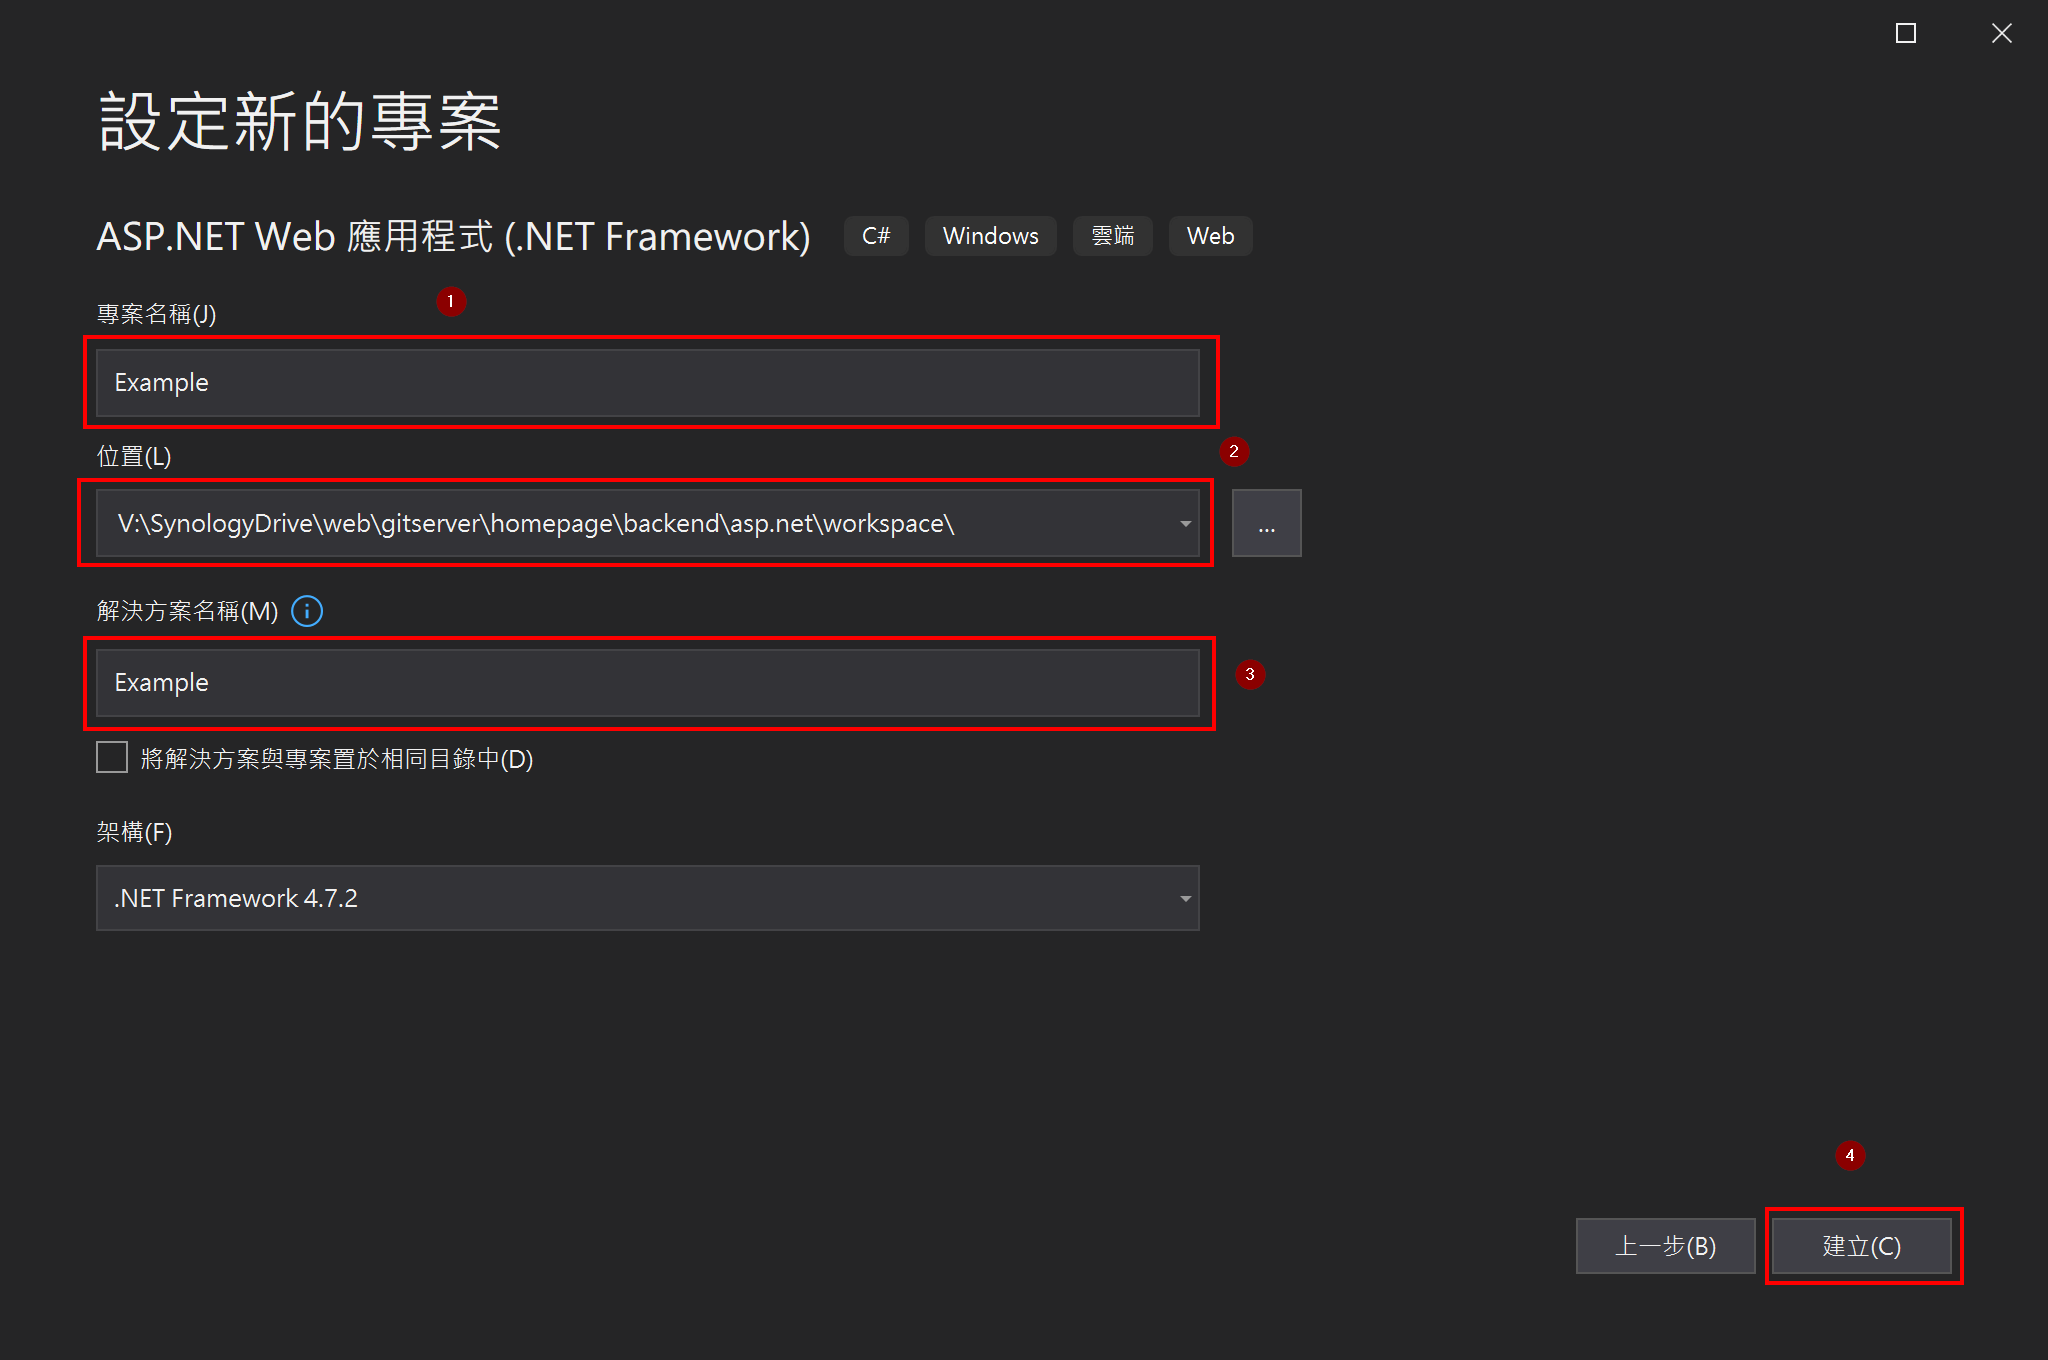 設定新的專案
ASP.NET Web 應用程式 (.NET Framework) C# Windows 雲端 Web
專案名稱(J) 1
Example
位置(L) 2
V:\SynologyDrive\web\gitserver\homepage\backend\asp.net\workspace\ ...
解決方案名稱(M) i
Example 3
將解決方案與專案置於相同目錄中(D)
架構(F)
.NET Framework 4.7.2
4
上一步(B) 建立(C)